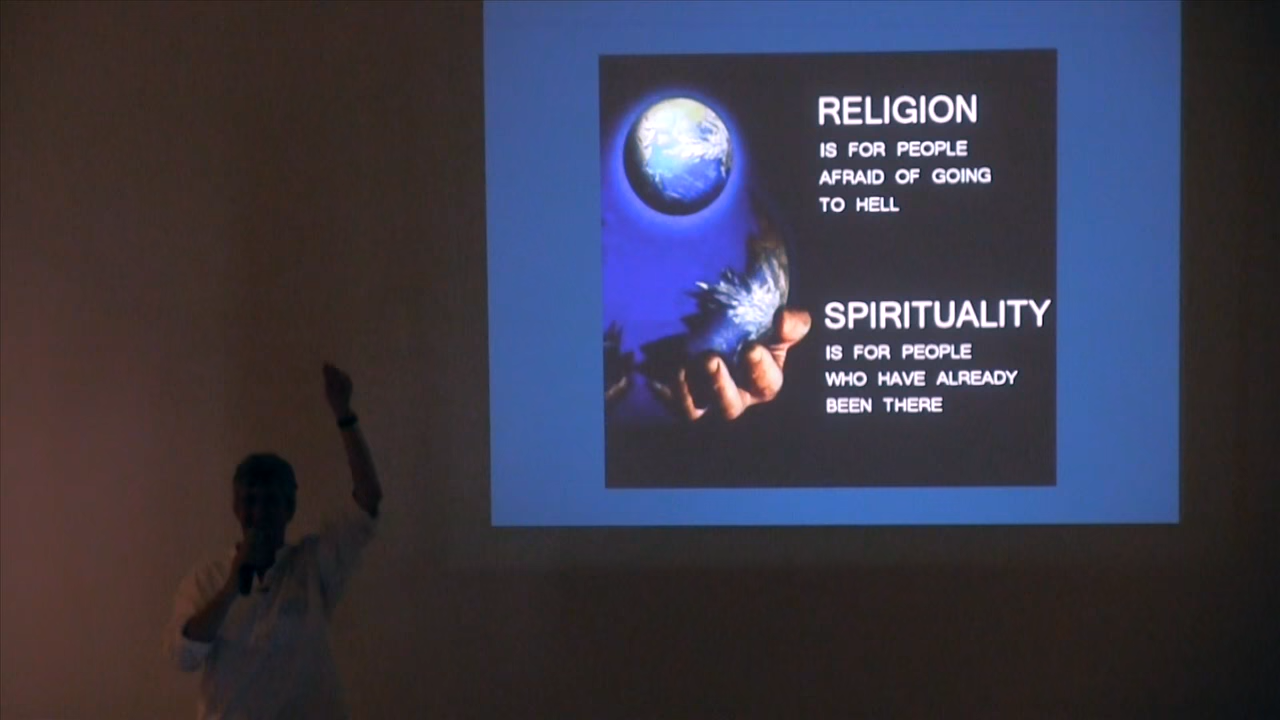 RELIGION
IS FOR PEOPLE
AFRAID OF GOING
TO HELL
SPIRITUALITY
IS FOR PEOPLE
WHO HAVE ALREADY
BEEN THERE